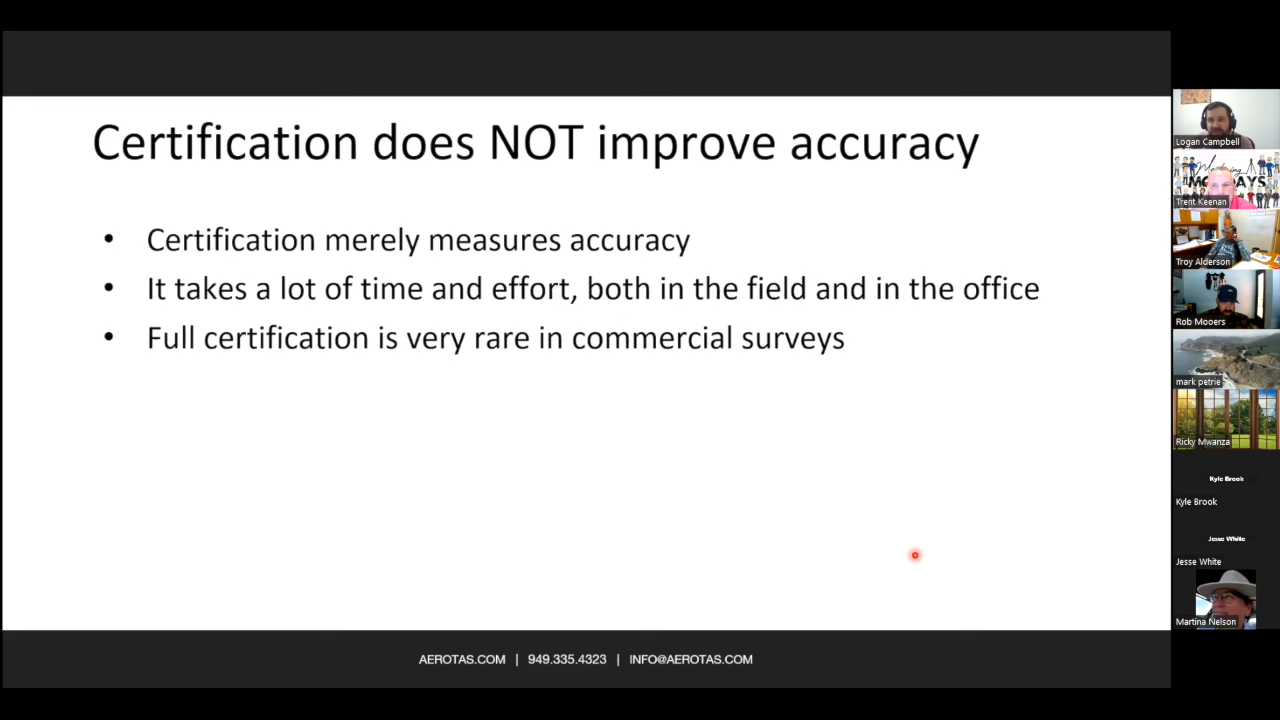 Certification does NOT improve accuracy
• Certification merely measures accuracy
• It takes a lot of time and effort, both in the field and in the office
• Full certification is very rare in commercial surveys
AEROTAS.COM | 949.335.4323 | INFO@AEROTAS.COM
Logan Campbell
Trent Keenan
Troy Alderson
Rob Mooers
mark petrie
Ricky Mwanza
Kyle Brook
Kyle Brook
Jesse White
Jesse White
Martina Nelson